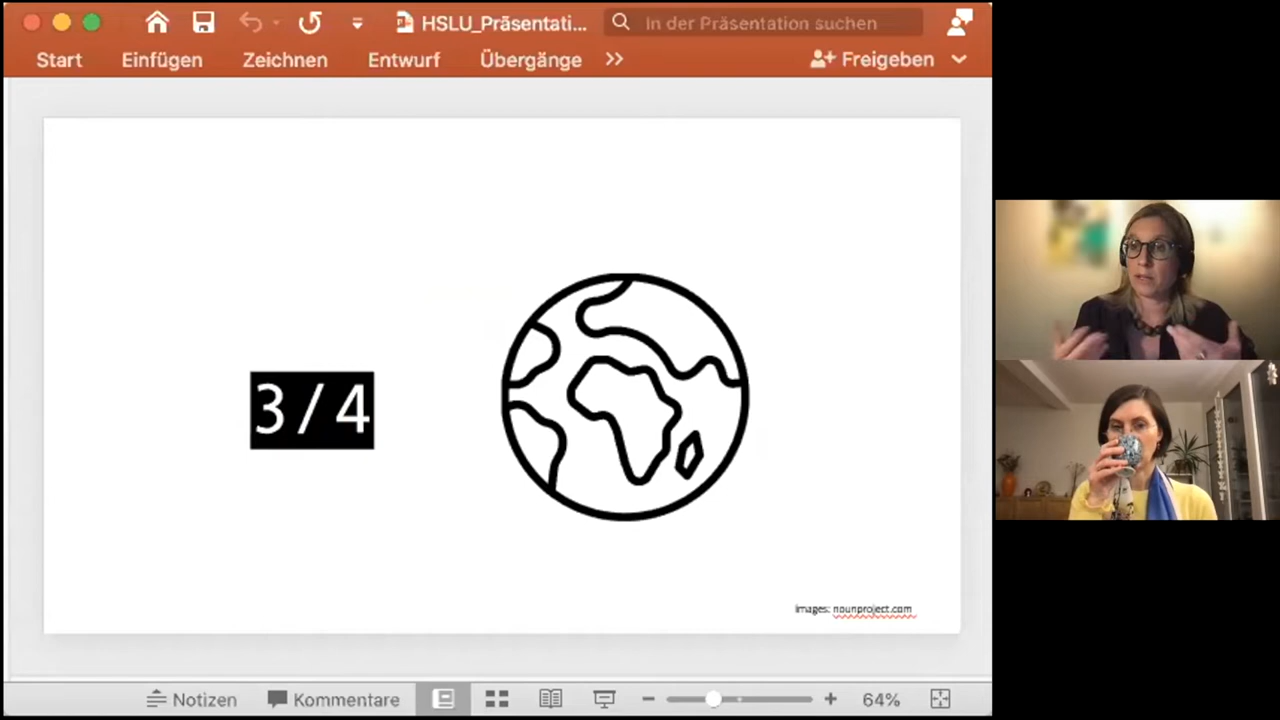 HSLU_Präsentati...
In der Präsentation suchen
Start Einfügen Zeichnen Entwurf Übergänge Freigeben
3 / 4
images: nounproject.com
Notizen Kommentare 64%